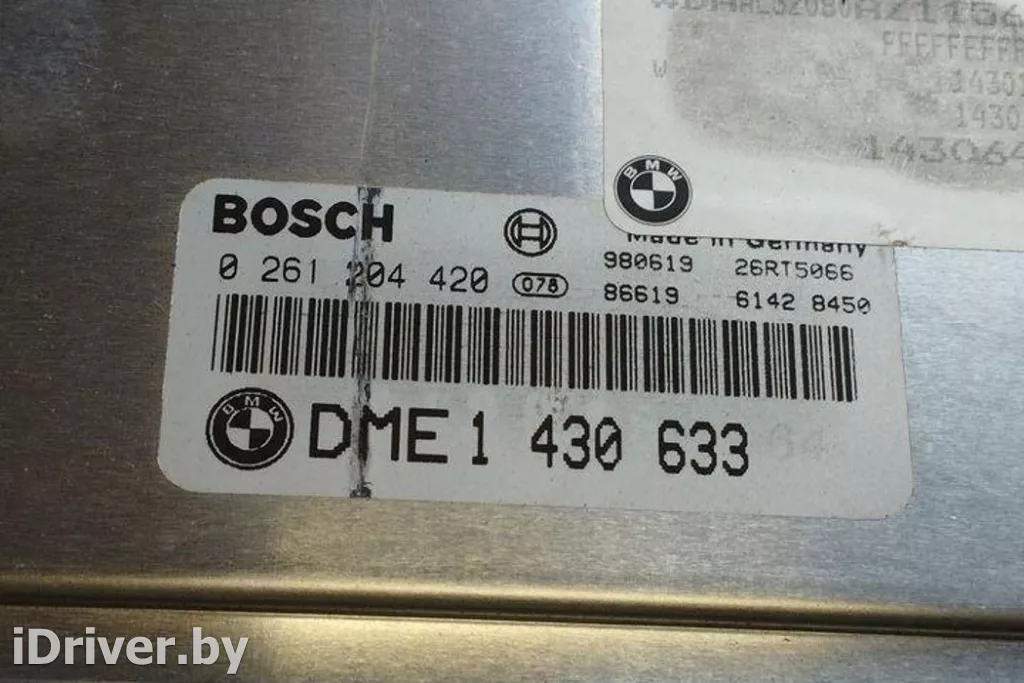 W
14306
BMW
BOSCH
Made in Germany
0 261 204 420 078 980619 26RT5066
86619 6142 8450
BMW DME 1 430 633
iDriver.by